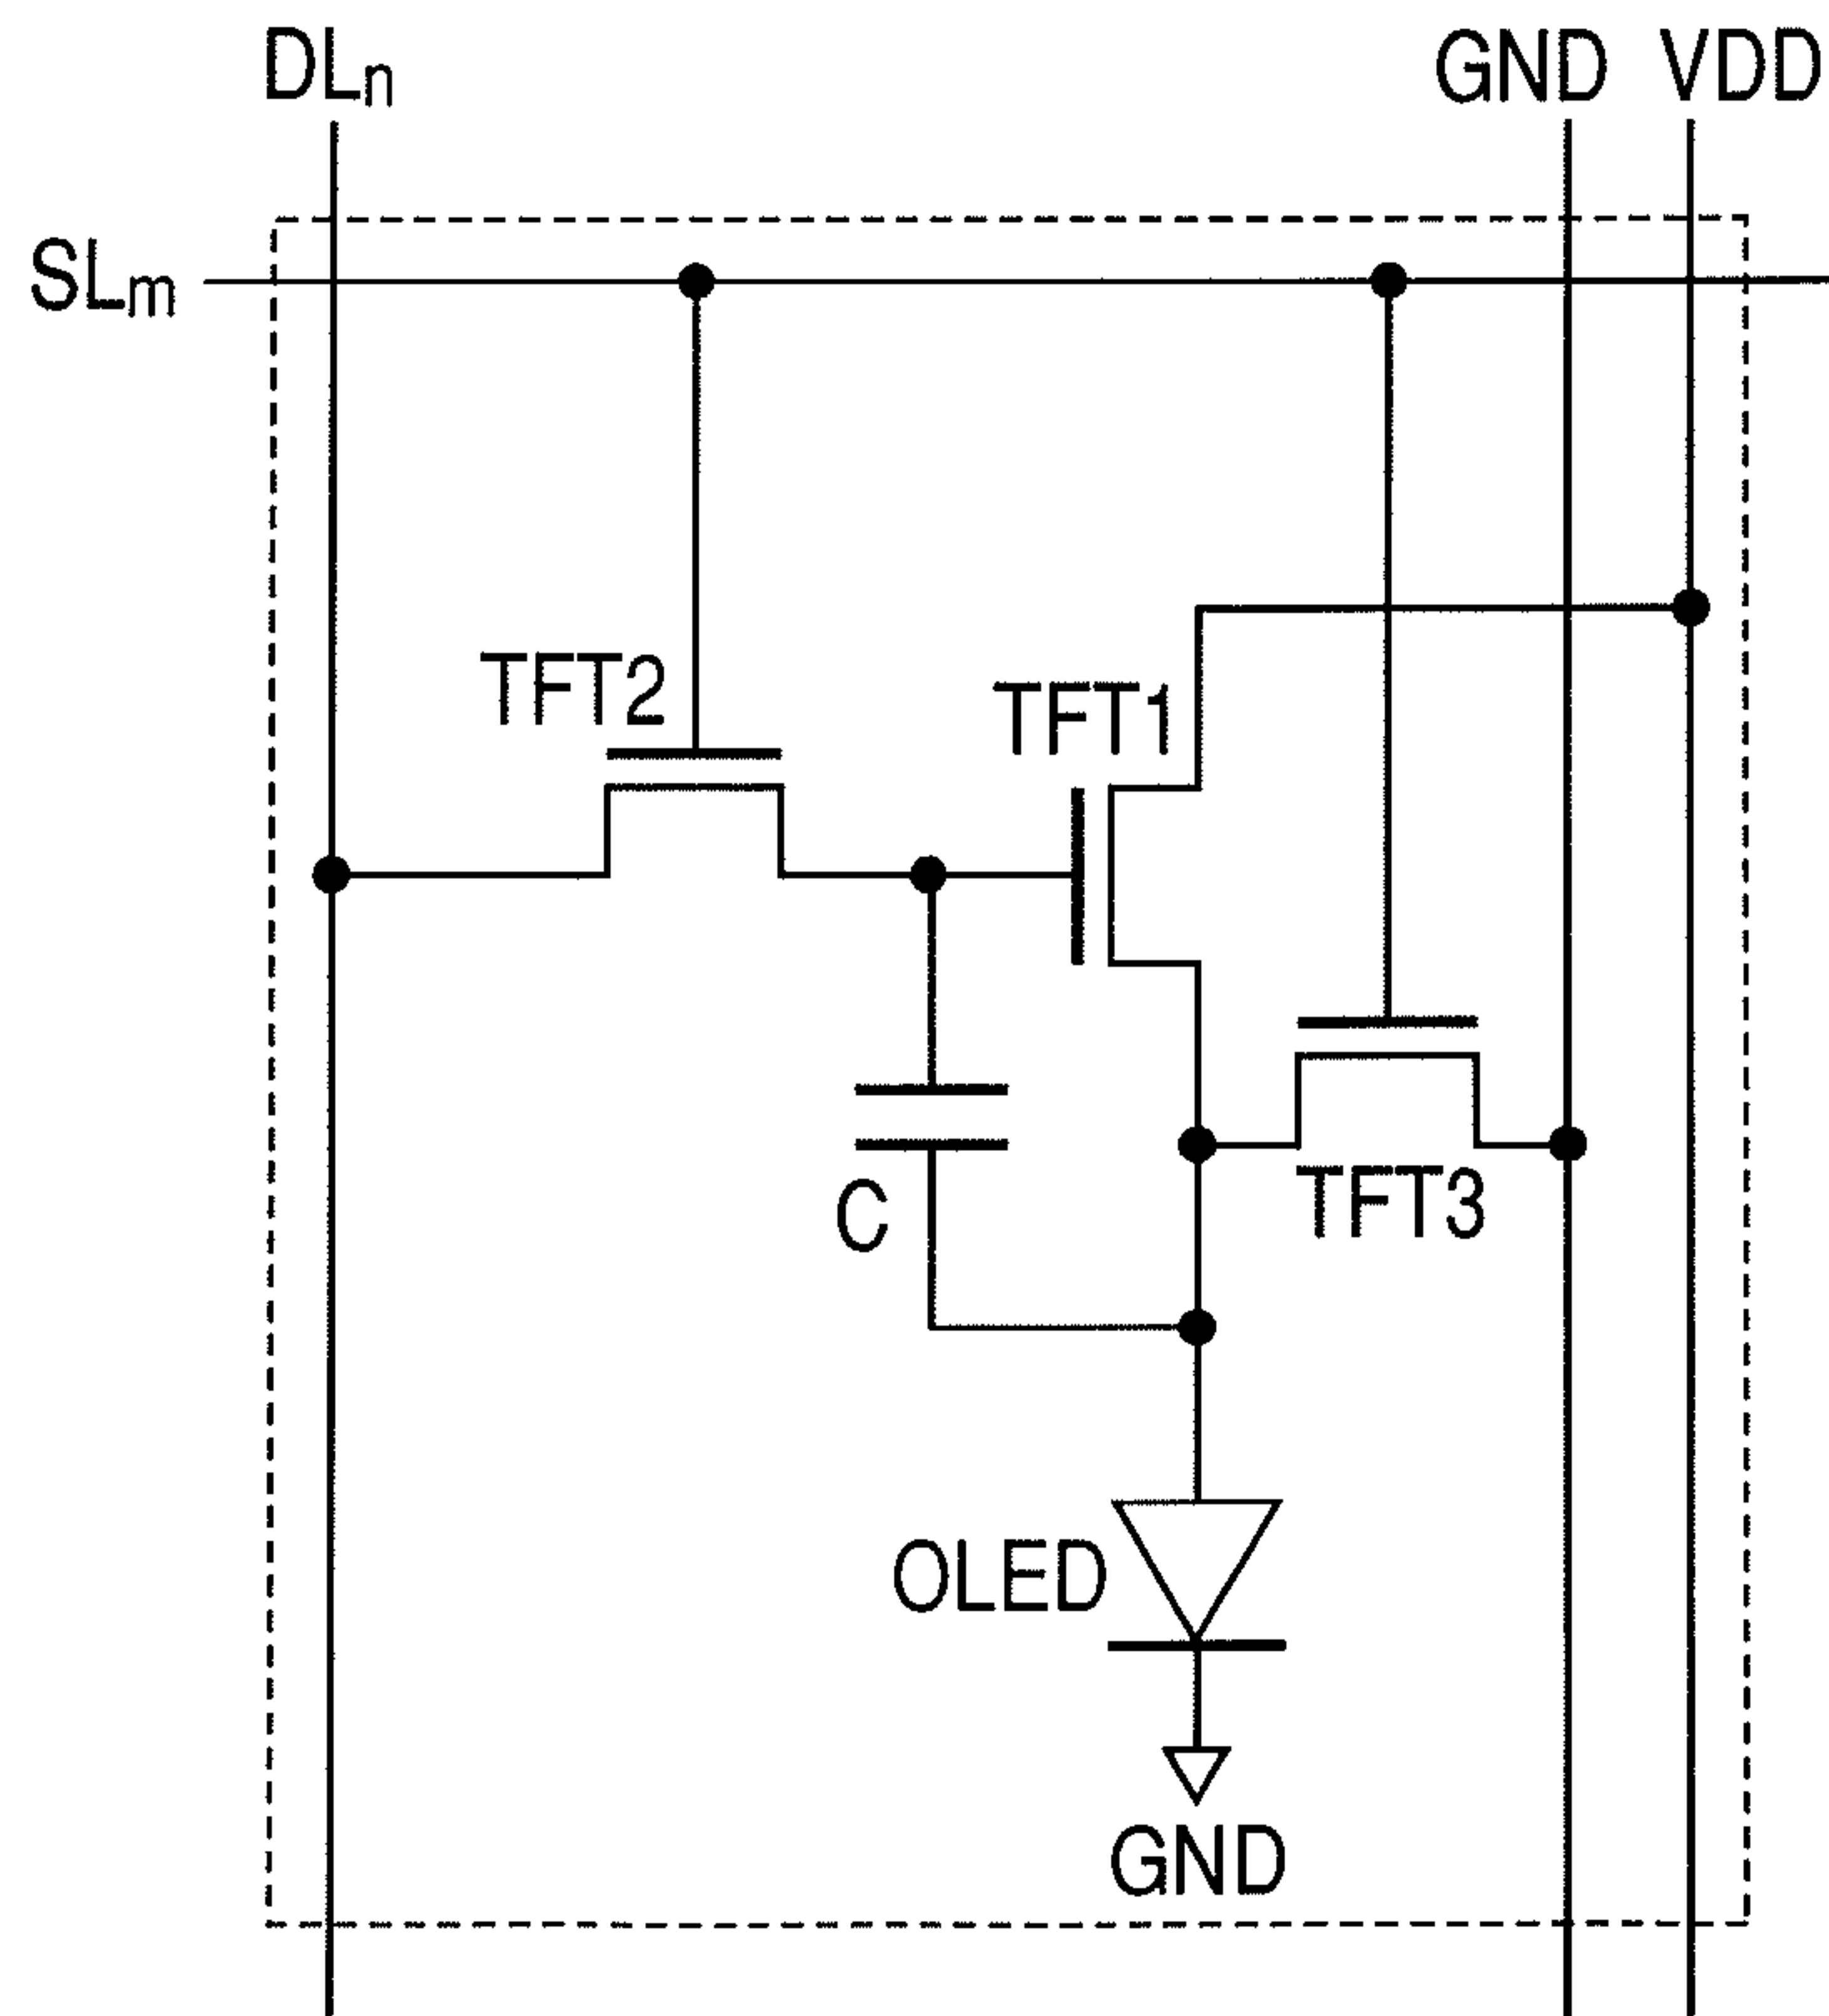 DLn GND VDD
SLm
TFT2
TFT1
TFT3
C
OLED
GND